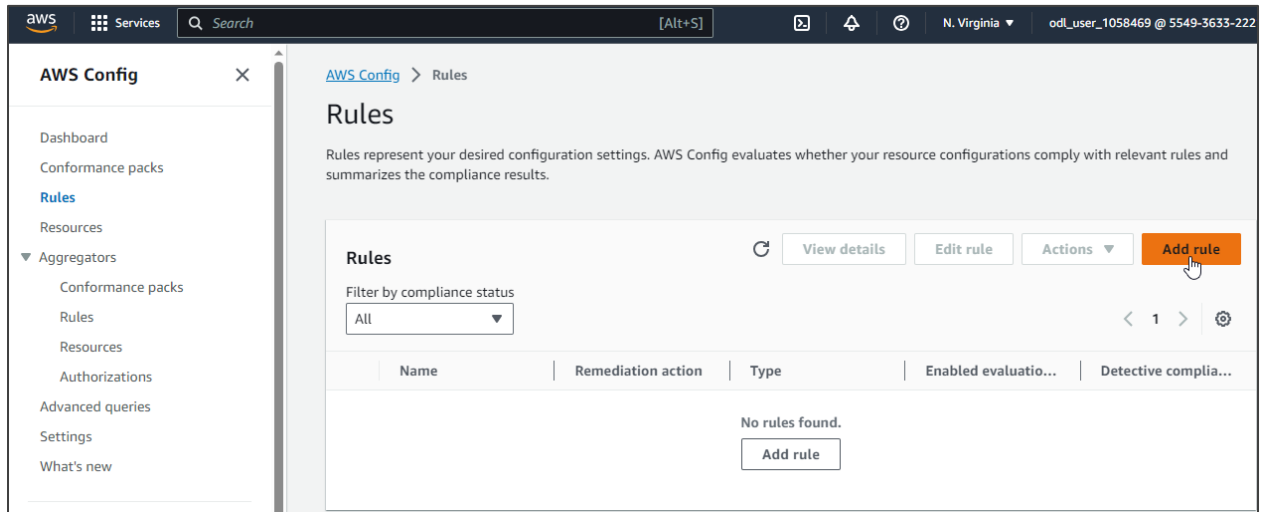 aws
Services
Search
[Alt+S]
N. Virginia
odl_user_1058469 @ 5549-3633-222
AWS Config
Dashboard
Conformance packs
Rules
Resources
Aggregators
Conformance packs
Rules
Resources
Authorizations
Advanced queries
Settings
What's new
AWS Config > Rules
Rules
Rules represent your desired configuration settings. AWS Config evaluates whether your resource configurations comply with relevant rules and
summarizes the compliance results.
Rules
View details
Edit rule
Actions
Add rule
Filter by compliance status
All
1
Name
Remediation action
Type
Enabled evaluatio...
Detective complia...
No rules found.
Add rule